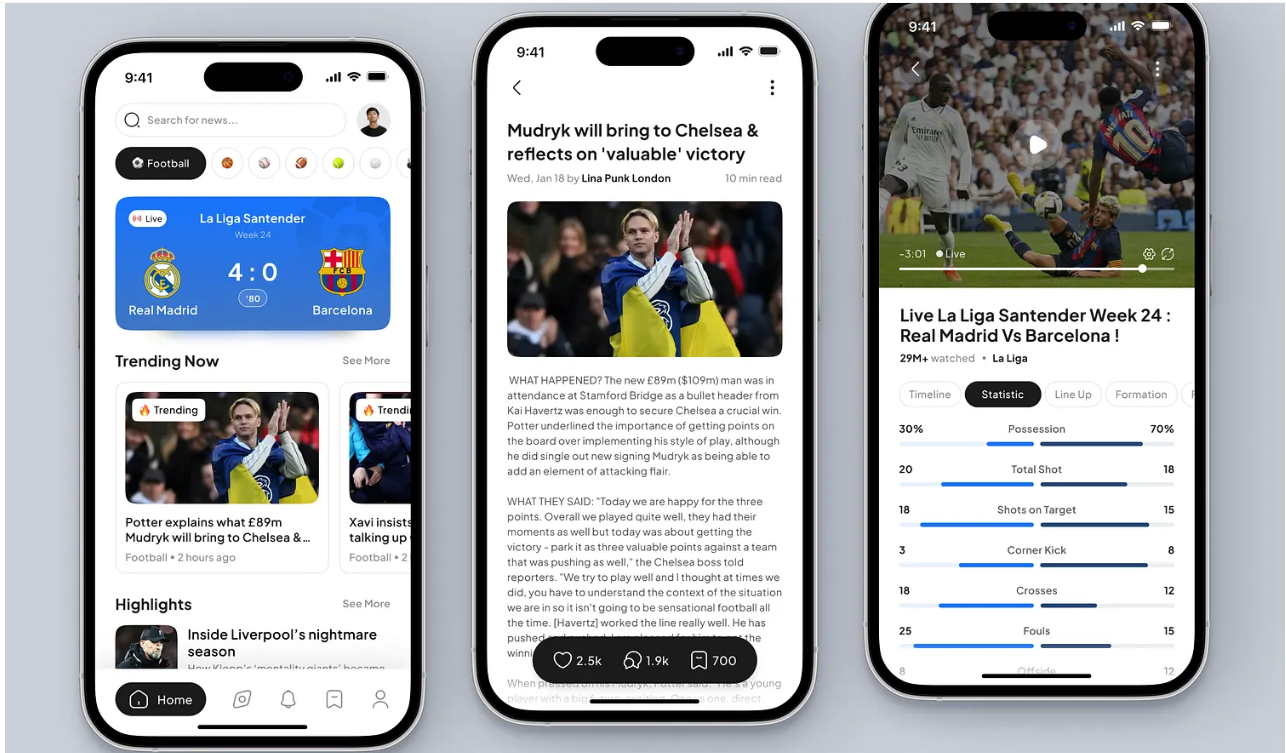 9:41
Search for news...
Football
Live
La Liga Santender
Week 24
4 : 0
'80
Real Madrid
Barcelona
Trending Now
See More
Trending
Trendi
Potter explains what £89m
Mudryk will bring to Chelsea &...
Football • 2 hours ago
Xavi insists
talking up
Football • 2
Highlights
See More
Inside Liverpool's nightmare
season
How Klopp's 'mentality giants' became
Home
9:41
Mudryk will bring to Chelsea &
reflects on 'valuable' victory
Wed, Jan 18 by Lina Punk London
10 min read
WHAT HAPPENED? The new £89m ($109m) man was in
attendance at Stamford Bridge as a bullet header from
Kai Havertz was enough to secure Chelsea a crucial win.
Potter underlined the importance of getting points on
the board over implementing his style of play, although
he did single out new signing Mudryk as being able to
add an element of attacking flair.
WHAT THEY SAID: "Today we are happy for the three
points. Overall we played quite well, they had their
moments as well but today was about getting the
victory - park it as three valuable points against a team
that was pushing as well," the Chelsea boss told
reporters. "We try to play well and I thought at times we
did, you have to understand the context of the situation
we are in so it isn't going to be sensational football all
the time. [Havertz] worked the line really well. He has
pushed the
winni
2.5k
1.9k
700
When pressed on his Mudryk, Potter said: "He's a young
player with a big one, direct,
9:41
Emirates
ANSU FATI
10
-3:01
Live
Live La Liga Santender Week 24 :
Real Madrid Vs Barcelona !
29M+ watched • La Liga
Timeline
Statistic
Line Up
Formation
30% Possession 70%
20 Total Shot 18
18 Shots on Target 15
3 Corner Kick 8
18 Crosses 12
25 Fouls 15
8 Offside 12